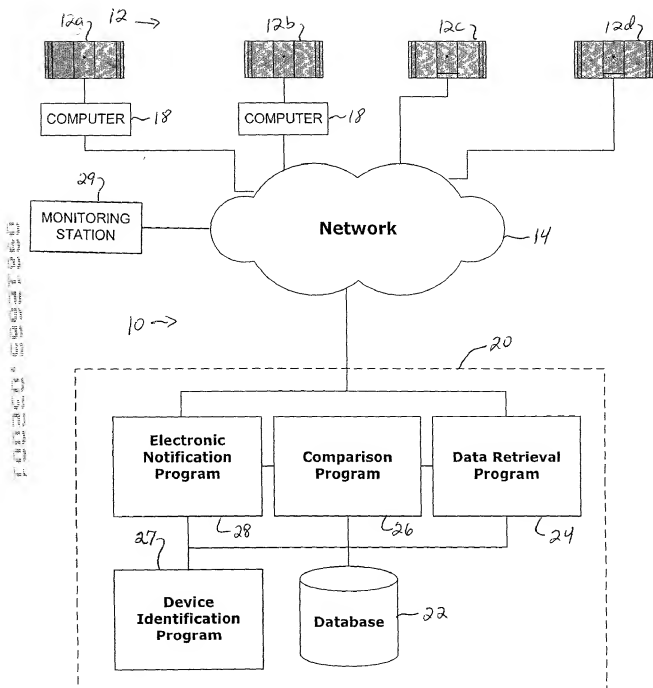 12a 12 → 12b 12c 12d
COMPUTER 18 COMPUTER 18
29
MONITORING
STATION
Network
14
10 →
20
Electronic
Notification
Program
Comparison
Program
Data Retrieval
Program
28 26 24
27
Device
Identification
Program
Database
22